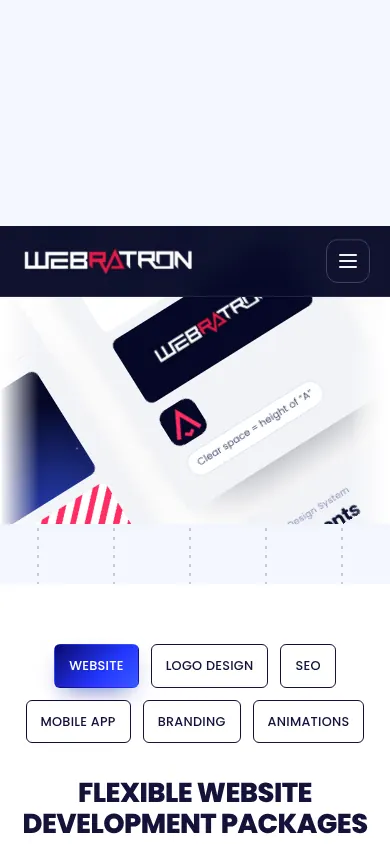 WEBRATRON
WEBRATRON
Clear space = height of "A"
Design System
WEBSITE
LOGO DESIGN
SEO
MOBILE APP
BRANDING
ANIMATIONS
FLEXIBLE WEBSITE
DEVELOPMENT PACKAGES